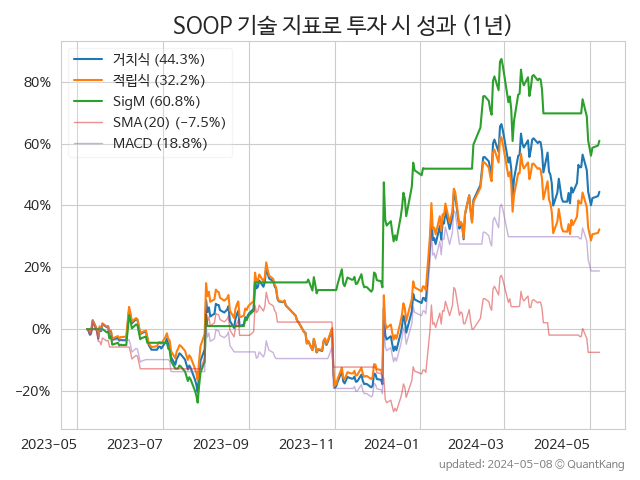 SOOP 기술 지표로 투자 시 성과 (1년)
거치식 (44.3%)
적립식 (32.2%)
SigM (60.8%)
SMA(20) (−7.5%)
MACD (18.8%)
80%
60%
40%
20%
0%
−20%
2023−05 2023−07 2023−09 2023−11 2024−01 2024−03 2024−05
updated: 2024−05−08 © QuantKang